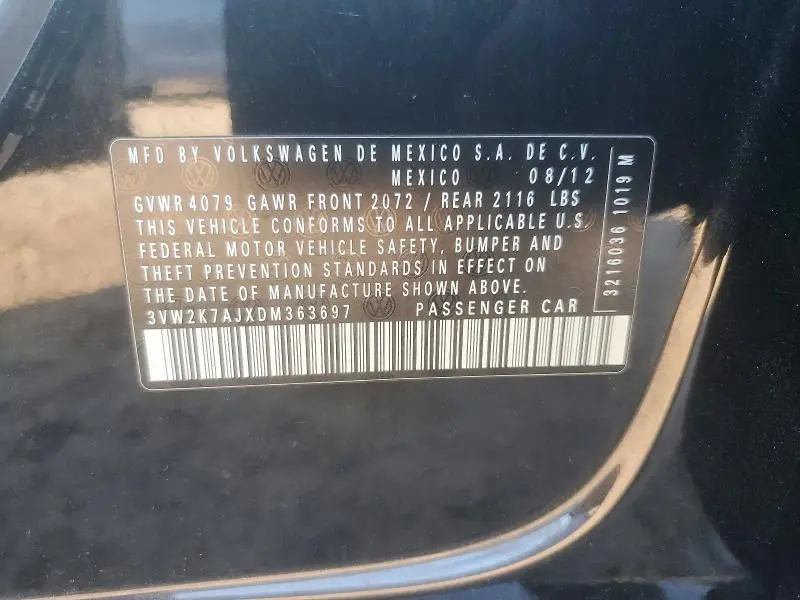 MFD BY VOLKSWAGEN DE MEXICO S.A. DE C.V.
MEXICO 08/12
GVWR 4079 GAWR FRONT 2072 / REAR 2116 LBS
THIS VEHICLE CONFORMS TO ALL APPLICABLE U.S.
FEDERAL MOTOR VEHICLE SAFETY, BUMPER AND
THEFT PREVENTION STANDARDS IN EFFECT ON
THE DATE OF MANUFACTURE SHOWN ABOVE.
3VW2K7AJXDM363697 PASSENGER CAR
3216036 1019 M